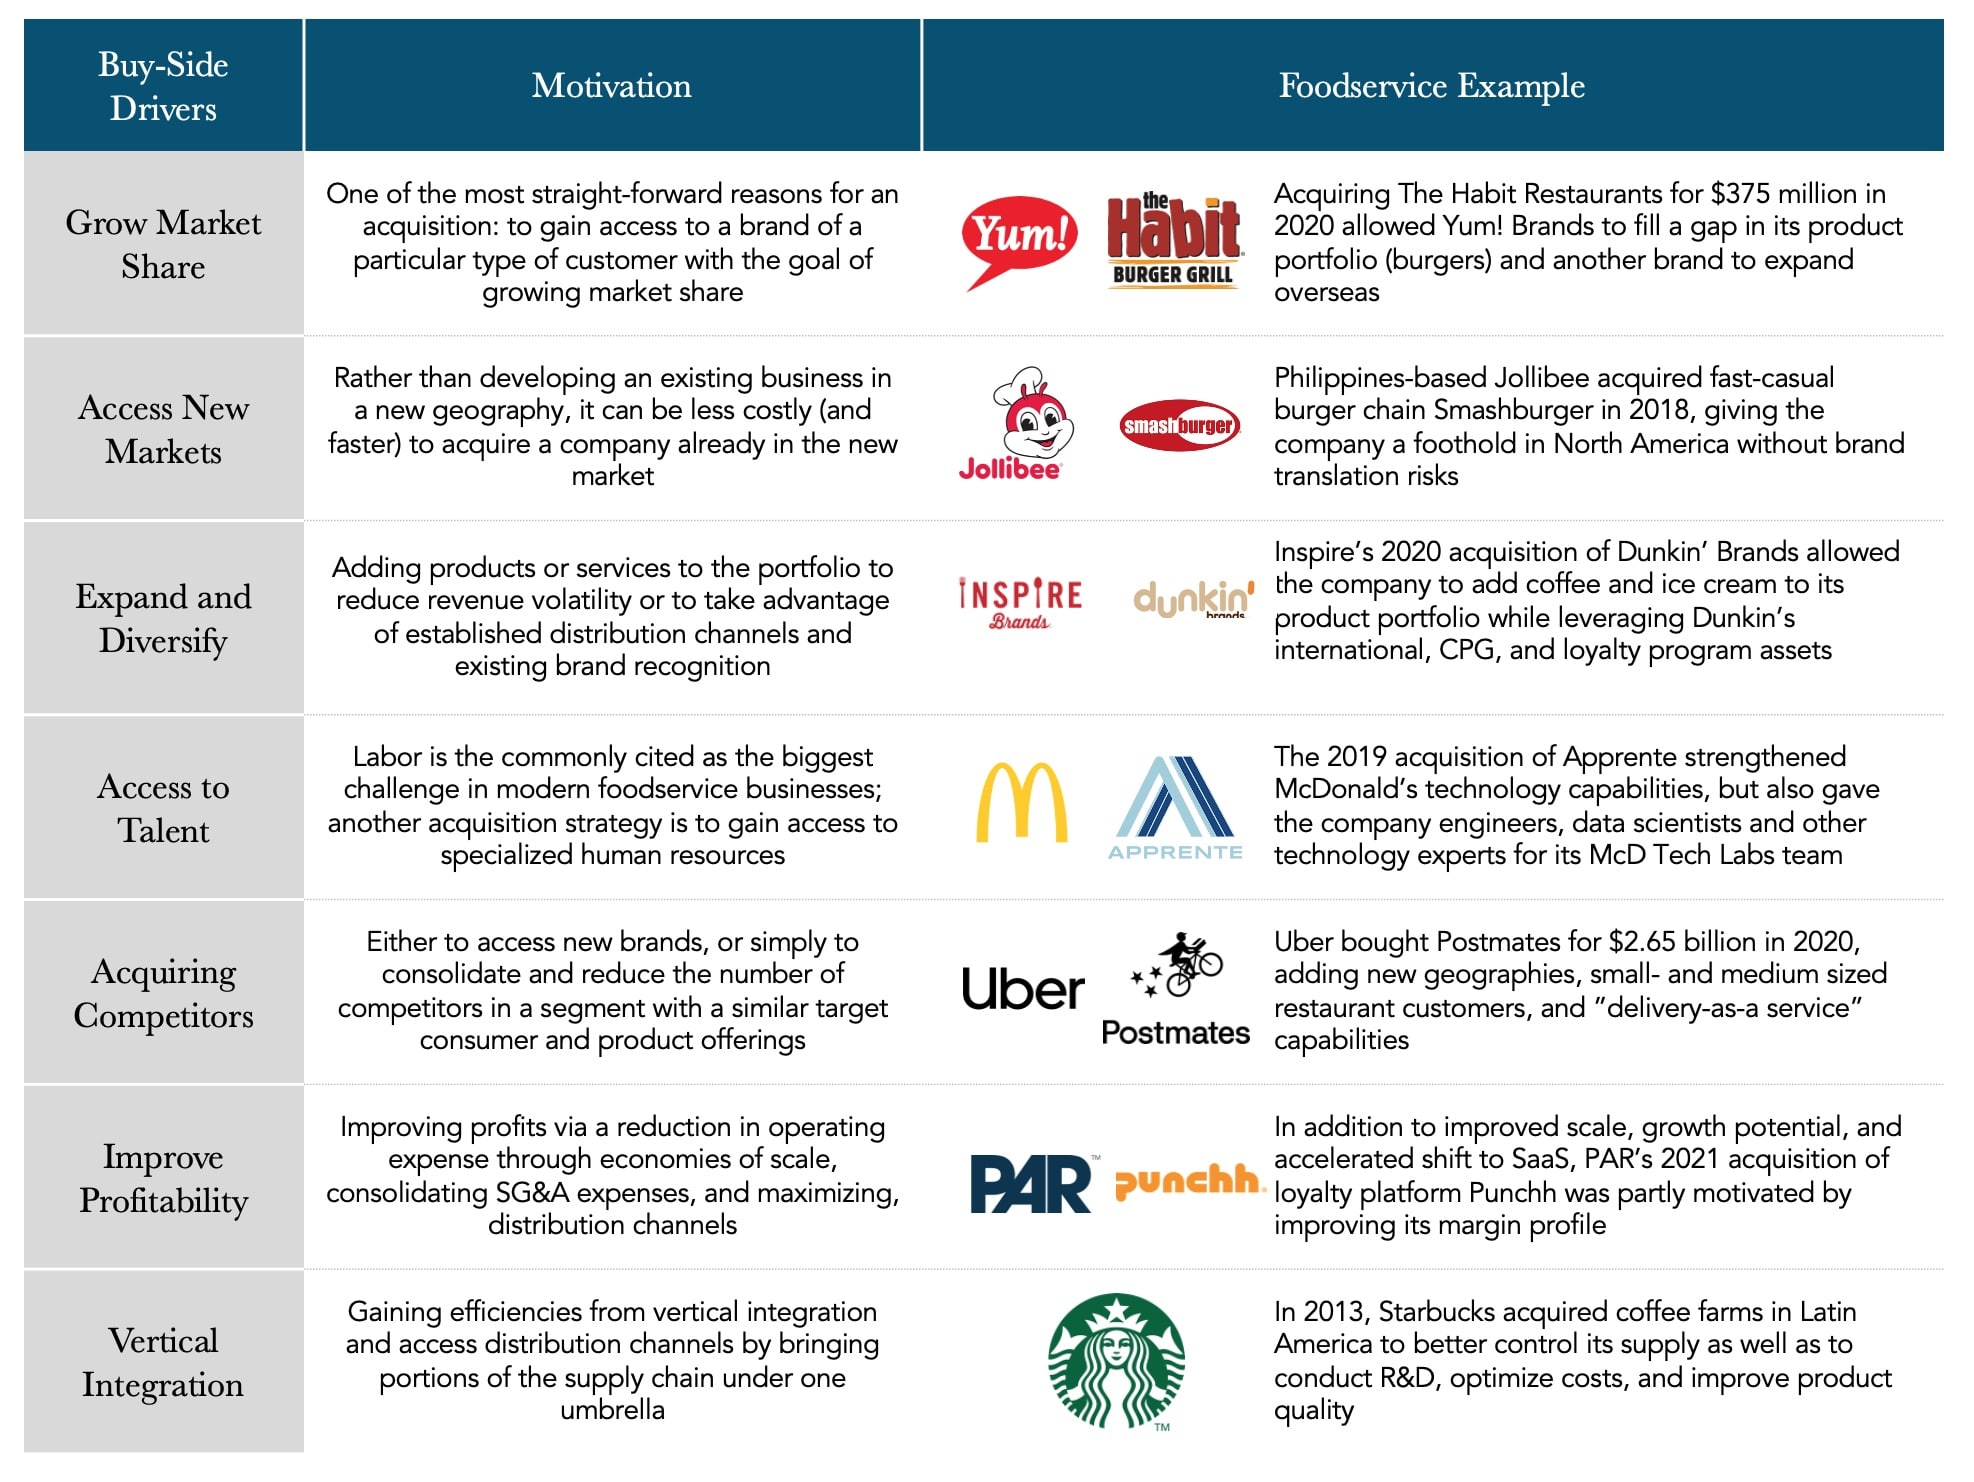 Buy-Side
Drivers
Motivation
Foodservice Example
Grow Market
Share
One of the most straight-forward reasons for an
acquisition: to gain access to a brand of a
particular type of customer with the goal of
growing market share
Yum!
the
Habit
BURGER GRILL
Acquiring The Habit Restaurants for $375 million in
2020 allowed Yum! Brands to fill a gap in its product
portfolio (burgers) and another brand to expand
overseas
Access New
Markets
Rather than developing an existing business in
a new geography, it can be less costly (and
faster) to acquire a company already in the new
market
Jollibee
smashburger
Philippines-based Jollibee acquired fast-casual
burger chain Smashburger in 2018, giving the
company a foothold in North America without brand
translation risks
Expand and
Diversify
Adding products or services to the portfolio to
reduce revenue volatility or to take advantage
of established distribution channels and
existing brand recognition
INSPIRE
Brands
dunkin'
brands
Inspire’s 2020 acquisition of Dunkin’ Brands allowed
the company to add coffee and ice cream to its
product portfolio while leveraging Dunkin’s
international, CPG, and loyalty program assets
Access to
Talent
Labor is the commonly cited as the biggest
challenge in modern foodservice businesses;
another acquisition strategy is to gain access to
specialized human resources
APPRENTE
The 2019 acquisition of Apprente strengthened
McDonald’s technology capabilities, but also gave
the company engineers, data scientists and other
technology experts for its McD Tech Labs team
Acquiring
Competitors
Either to access new brands, or simply to
consolidate and reduce the number of
competitors in a segment with a similar target
consumer and product offerings
Uber
Postmates
Uber bought Postmates for $2.65 billion in 2020,
adding new geographies, small- and medium sized
restaurant customers, and “delivery-as-a service”
capabilities
Improve
Profitability
Improving profits via a reduction in operating
expense through economies of scale,
consolidating SG&A expenses, and maximizing,
distribution channels
PAR™
punchh.
In addition to improved scale, growth potential, and
accelerated shift to SaaS, PAR’s 2021 acquisition of
loyalty platform Punchh was partly motivated by
improving its margin profile
Vertical
Integration
Gaining efficiencies from vertical integration
and access distribution channels by bringing
portions of the supply chain under one
umbrella
TM
In 2013, Starbucks acquired coffee farms in Latin
America to better control its supply as well as to
conduct R&D, optimize costs, and improve product
quality